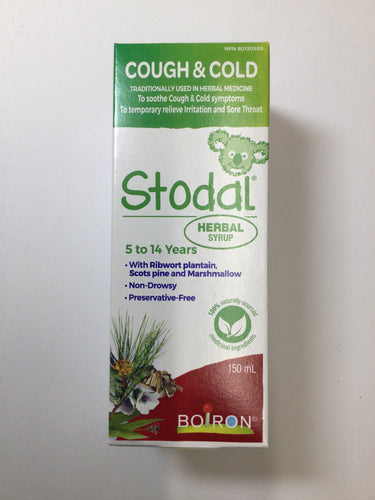 NPN 80130589
COUGH & COLD
TRADITIONALLY USED IN HERBAL MEDICINE
To soothe Cough & Cold symptoms
To temporary relieve Irritation and Sore Throat
Stodal®
HERBAL
SYRUP
5 to 14 Years
• With Ribwort plantain,
Scots pine and Marshmallow
• Non-Drowsy
• Preservative-Free
100% naturally-sourced
medicinal ingredients
150 mL
BOIRON®